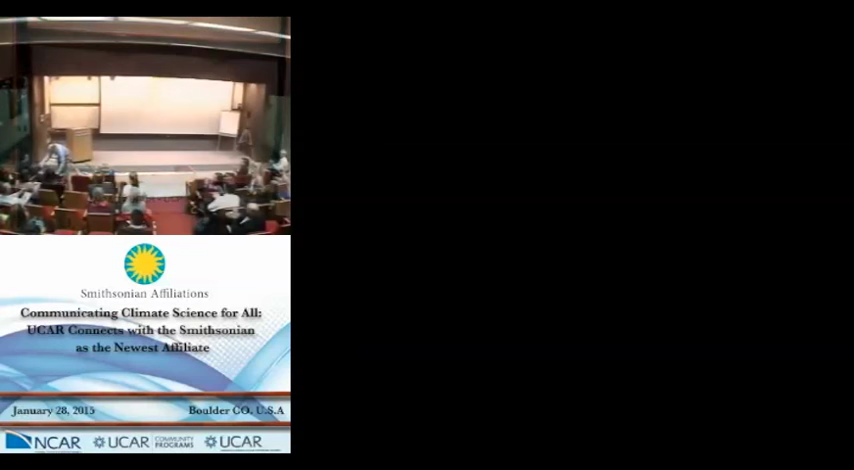 Smithsonian Affiliations
Communicating Climate Science for All:
UCAR Connects with the Smithsonian
as the Newest Affiliate
January 28, 2015
Boulder CO, U.S.A
NCAR
UCAR
COMMUNITY
PROGRAMS
UCAR